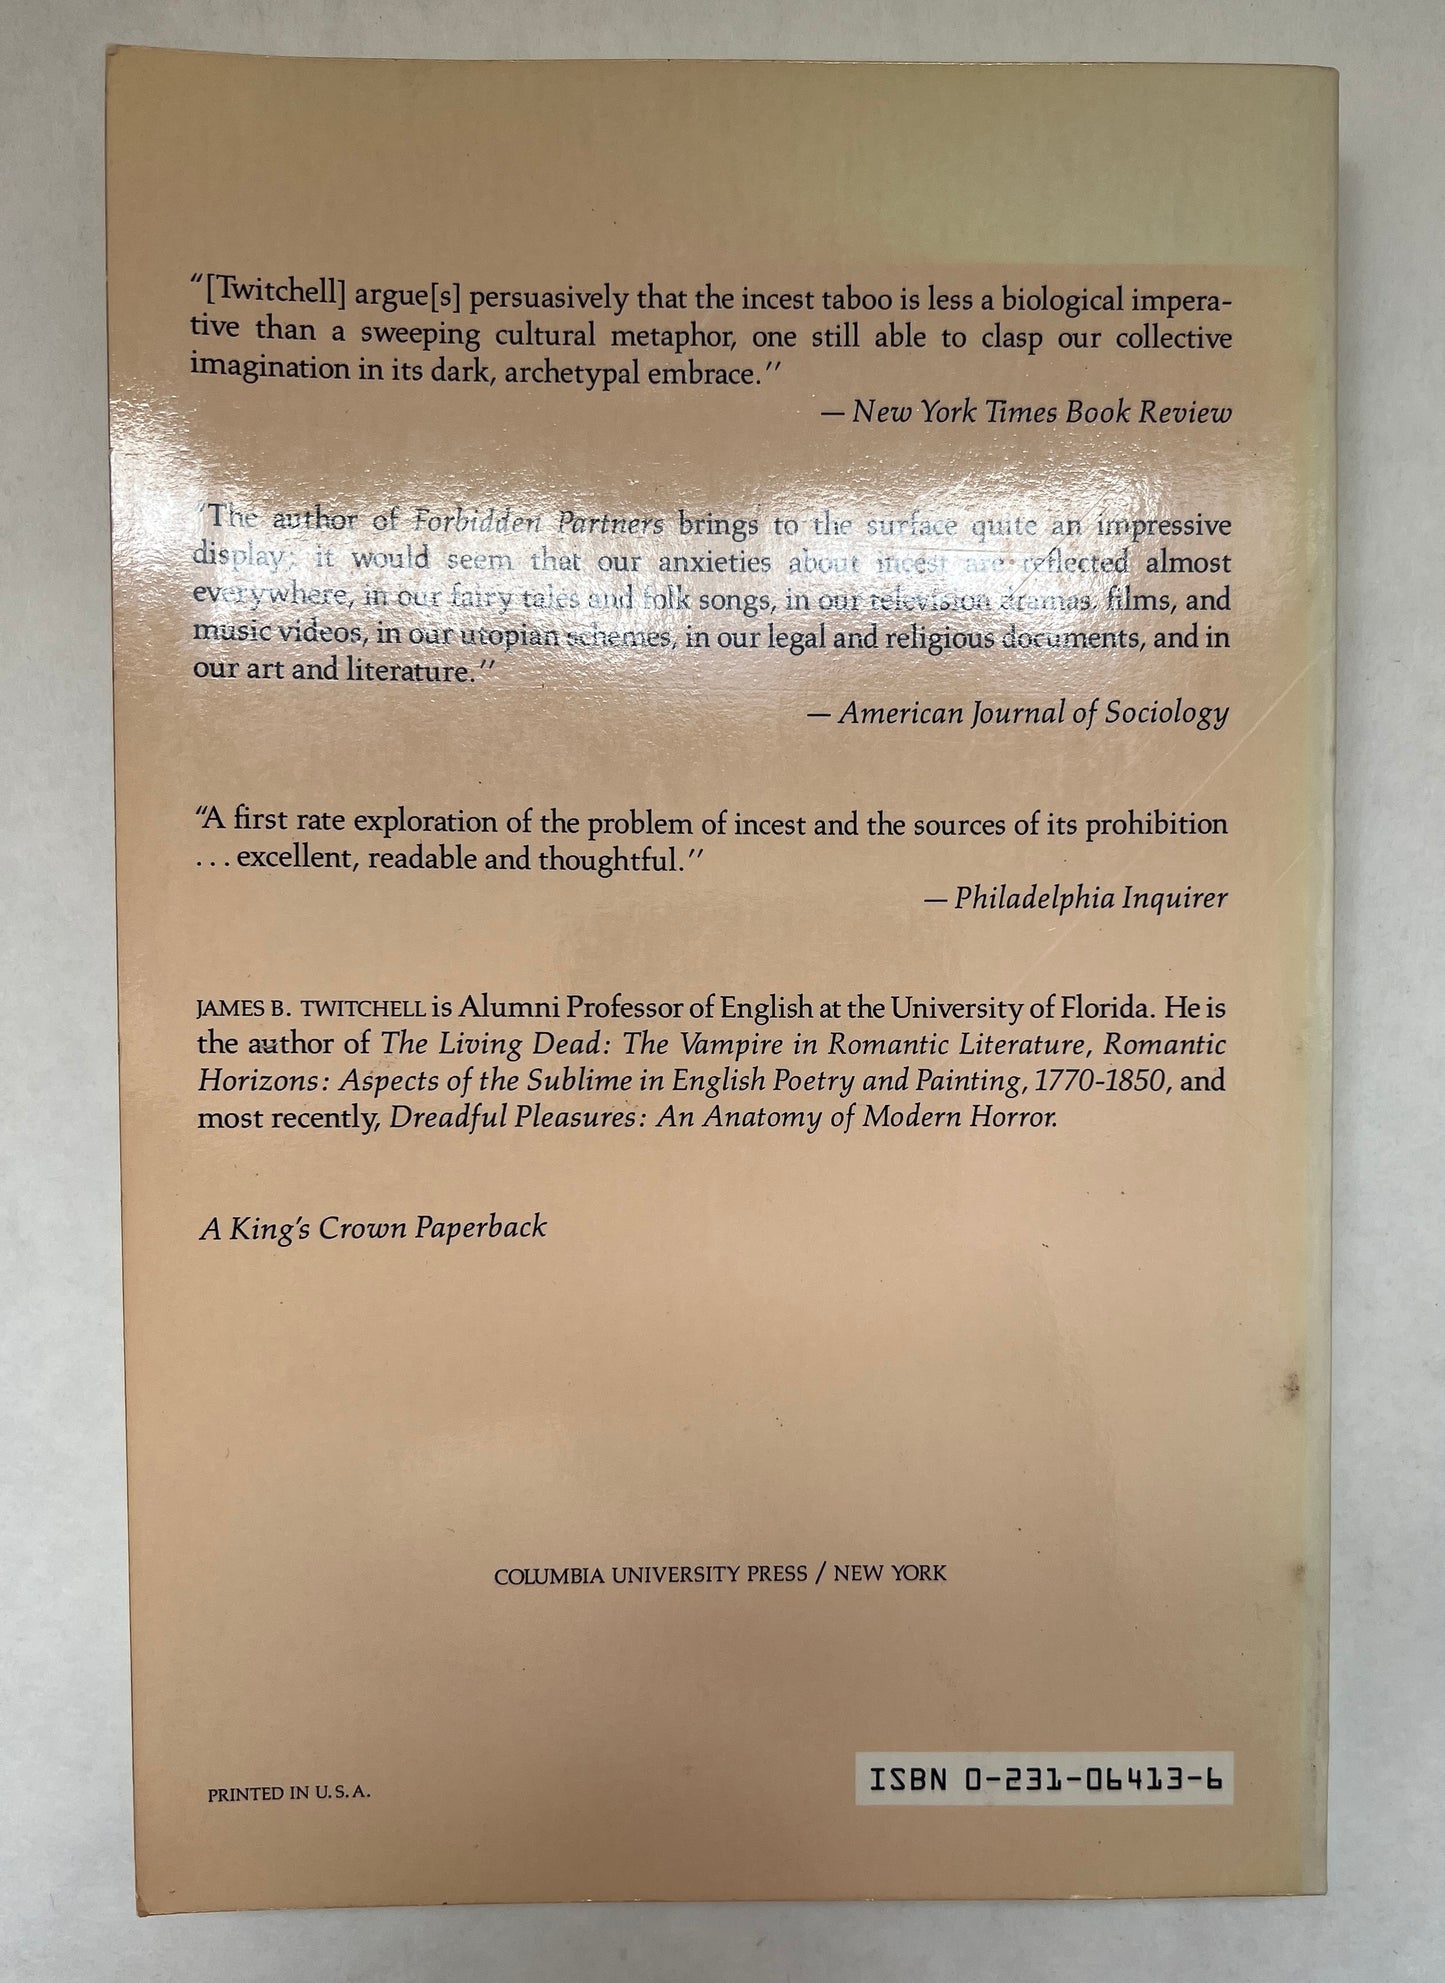 “[Twitchell] argue[s] persuasively that the incest taboo is less a biological impera-
tive than a sweeping cultural metaphor, one still able to clasp our collective
imagination in its dark, archetypal embrace.”
— New York Times Book Review
“The author of Forbidden Partners brings to the surface quite an impressive
display; it would seem that our anxieties about incest are reflected almost
everywhere, in our fairy tales and folk songs, in our television dramas, films, and
music videos, in our utopian schemes, in our legal and religious documents, and in
our art and literature.”
— American Journal of Sociology
“A first rate exploration of the problem of incest and the sources of its prohibition
. . . excellent, readable and thoughtful.”
— Philadelphia Inquirer
JAMES B. TWITCHELL is Alumni Professor of English at the University of Florida. He is
the author of The Living Dead: The Vampire in Romantic Literature, Romantic
Horizons: Aspects of the Sublime in English Poetry and Painting, 1770-1850, and
most recently, Dreadful Pleasures: An Anatomy of Modern Horror.
A King’s Crown Paperback
COLUMBIA UNIVERSITY PRESS / NEW YORK
PRINTED IN U.S.A.
ISBN 0-231-06413-6